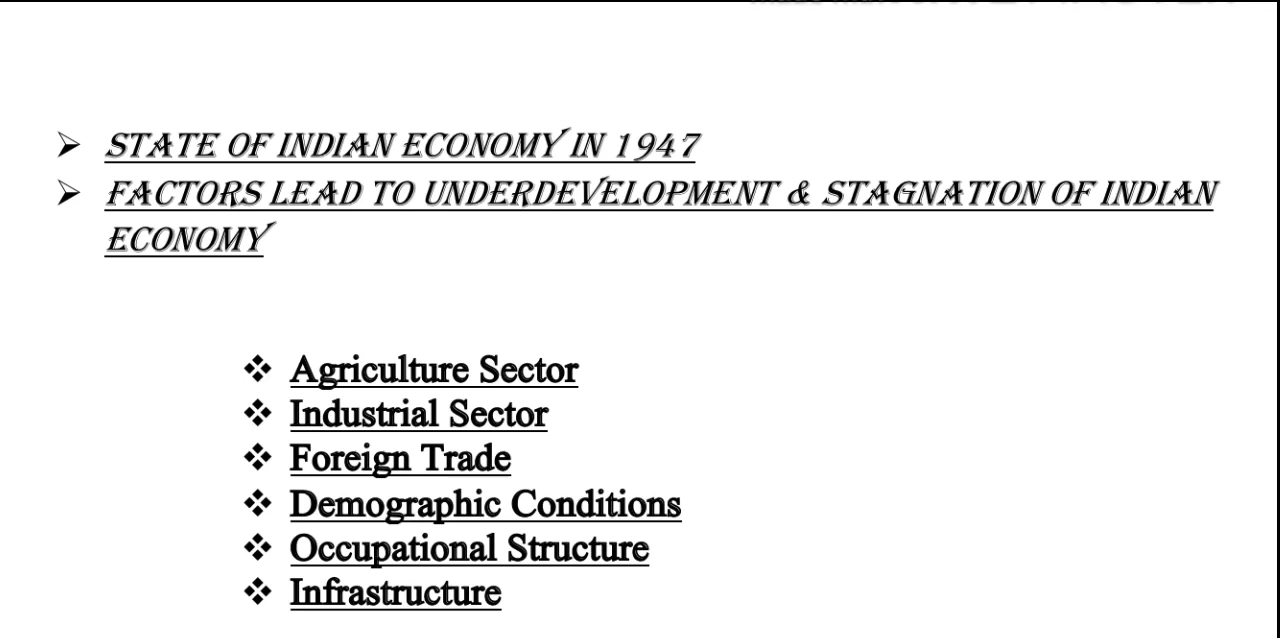 STATE OF INDIAN ECONOMY IN 1947
FACTORS LEAD TO UNDERDEVELOPMENT & STAGNATION OF INDIAN
ECONOMY
Agriculture Sector
Industrial Sector
Foreign Trade
Demographic Conditions
Occupational Structure
Infrastructure